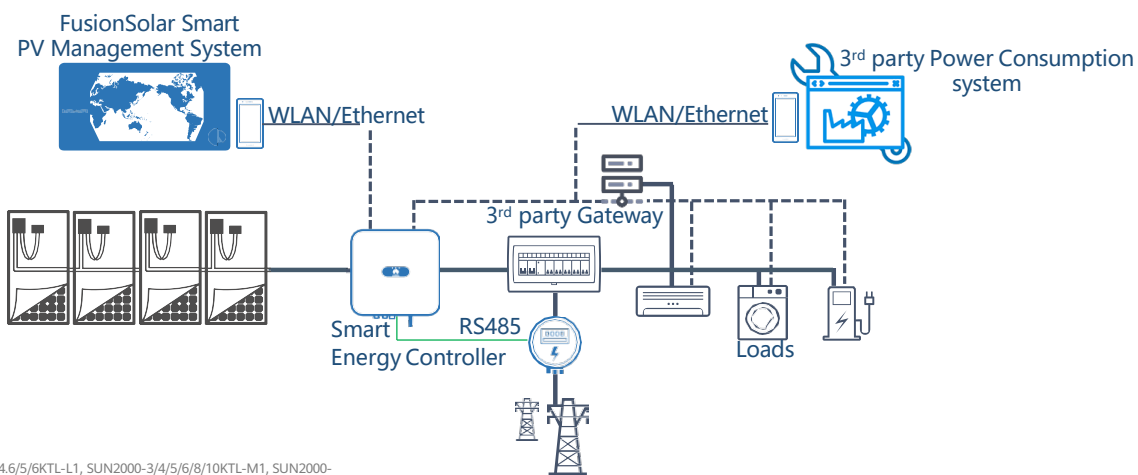 FusionSolar Smart
PV Management System
WLAN/Ethernet
WLAN/Ethernet
3rd party Power Consumption
system
3rd party Gateway
Smart
Energy Controller
RS485
Loads
4.6/5/6KTL-L1, SUN2000-3/4/5/6/8/10KTL-M1, SUN2000-